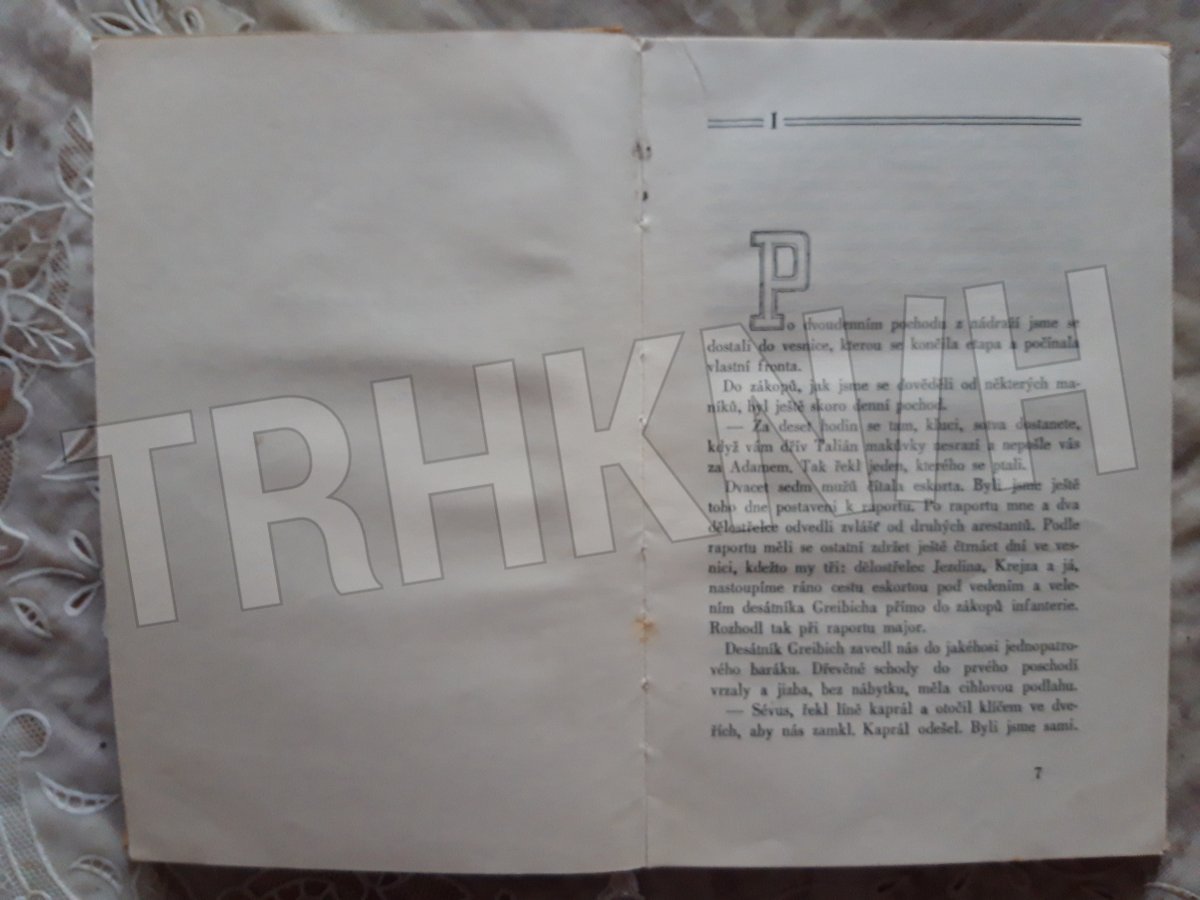 I
Po dvoudenním pochodu z nádraží jsme se
dostali do vesnice, kterou se končila etapa a počínala
vlastní fronta.
Do zákopů, jak jsme se dověděli od některých ma-
níků, byl ještě skoro denní pochod.
— Za deset hodin se tam, kluci, sotva dostanete,
když vám dřív Talián makůvky nesrazí a nepošle vás
za Adamem. Tak řekl jeden, kterého se ptali.
Dvacet sedm mužů čítala eskorta. Byli jsme ještě
toho dne postaveni k raportu. Po raportu mne a dva
dělostřelce odvedli zvlášť od druhých arestantů. Podle
raportu měli se ostatní zdržet ještě čtrnáct dní ve ves-
nici, kdežto my tři: dělostřelec Jerdina, Krejza a já,
nastoupíme ráno cestu eskortou pod vedením a vele-
ním desátníka Greibicha přímo do zákopů infanterie.
Rozhodl tak při raportu major.
Desátník Greibich zavedl nás do jakéhosi jednopatro-
vého baráku. Dřevěné schody do prvého poschodí
vrzaly a jizba, bez nábytku, měla cihlovou podlahu.
— Sévus, řekl líně kaprál a otočil klíčem ve dve-
řích, aby nás zamkl. Kaprál odešel. Byli jsme sami.
7
TRHKNIH